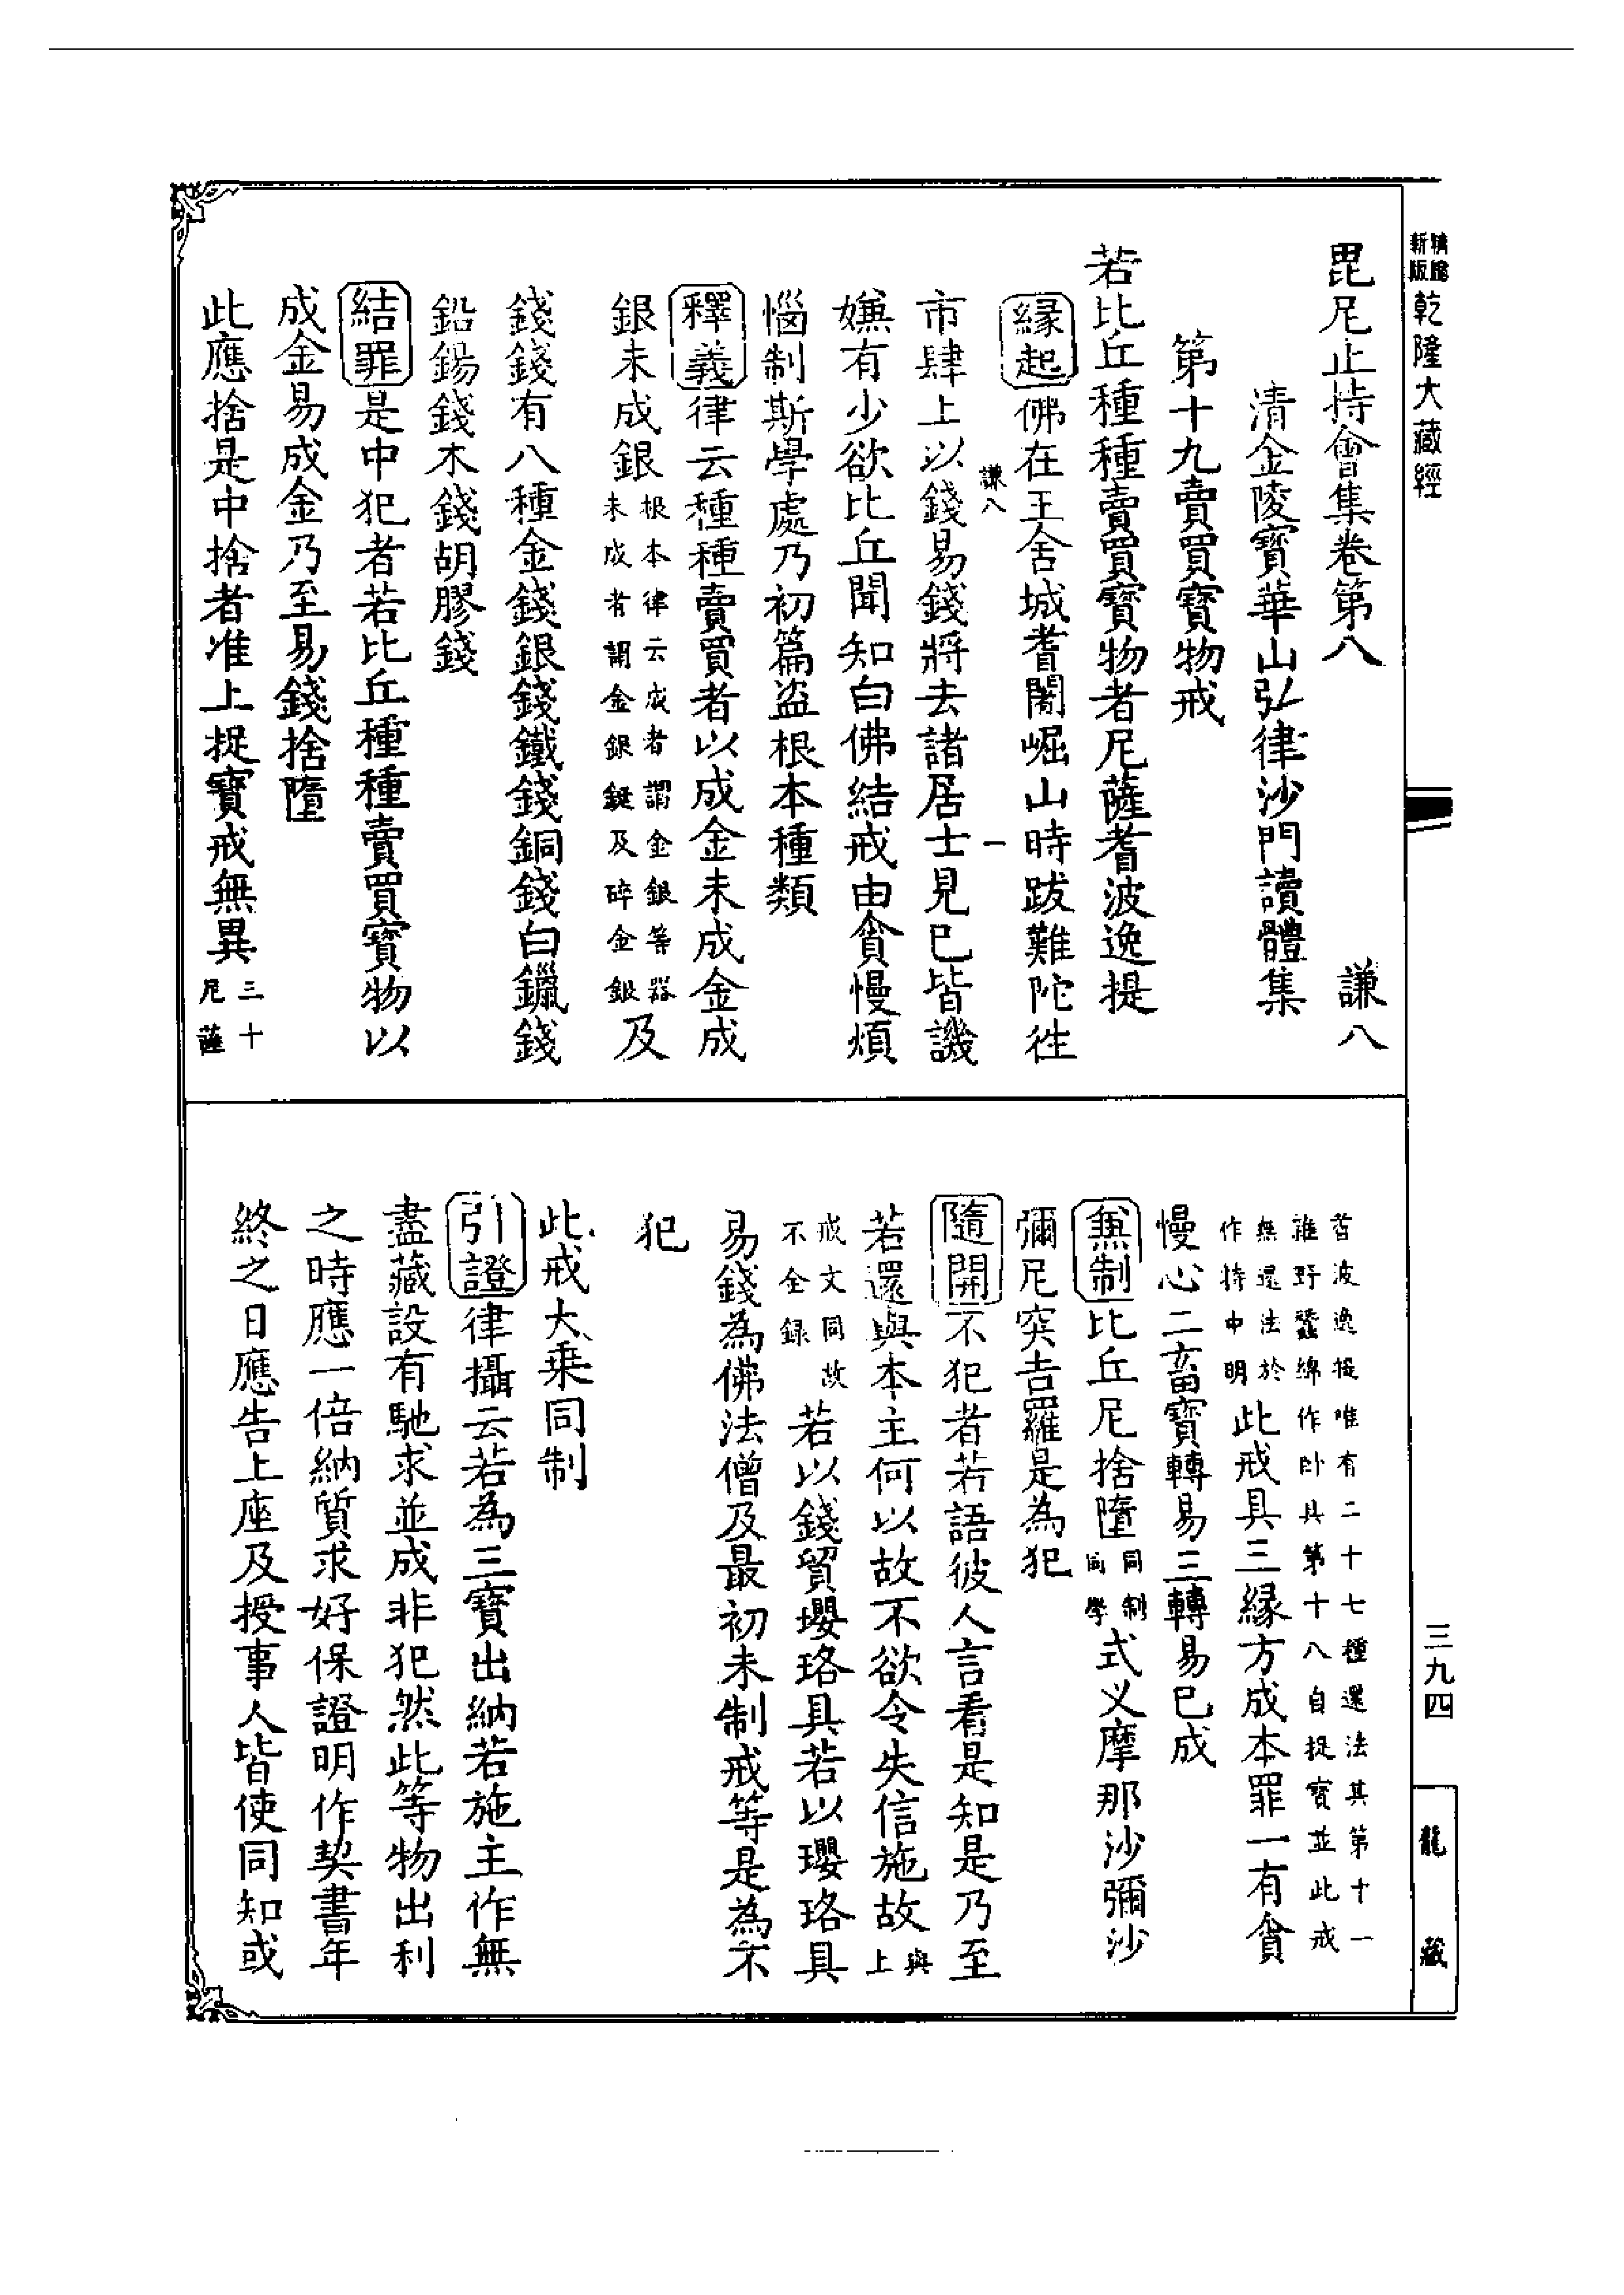 精縮新版乾隆大藏經
毘尼止持會集卷第八 謙八
清金陵寶華山弘律沙門讀體集
第十九賣買寶物戒
若比丘種種賣買寶物者尼薩耆波逸提
緣起佛在王舍城耆闍崛山時跋難陀徃
謙八 一
市肆上以錢易錢將去諸居士見已皆譏
嫌有少欲比丘聞知白佛結戒由貪慢煩
惱制斯學處乃初篇盜根本種類
釋義律云種種賣買者以成金未成金成
銀未成銀根本律云成者謂金銀等器未成者謂金銀鋌及碎金銀及
錢錢有八種金錢銀錢鐵錢銅錢白鑞錢
鉛錫錢木錢胡膠錢
結罪是中犯者若比丘種種賣買寶物以
成金易成金乃至易錢捨墮
此應捨是中捨者准上捉寶戒無異三十尼薩
耆波逸提唯有二十七種還法其第十一雜野蠶綿作卧具第十八自捉寶並此戒
無還法於作持中明此戒具三緣方成本罪一有貪
慢心二畜寶轉易三轉易已成
兼制比丘尼捨墮同制同學式义摩那沙彌沙
彌尼突吉羅是為犯
隨開不犯者若語彼人言看是知是乃至
若還與本主何以故不欲令失信施故與上
戒文同故不全録若以錢貿瓔珞具若以瓔珞具
易錢為佛法僧及最初未制戒等是為不
犯
此戒大乗同制
引證律攝云若為三寶出納若施主作無
盡藏設有馳求並成非犯然此等物出利
之時應一倍納質求好保證明作契書年
終之日應告上座及授事人皆使同知或
三九四
龍藏